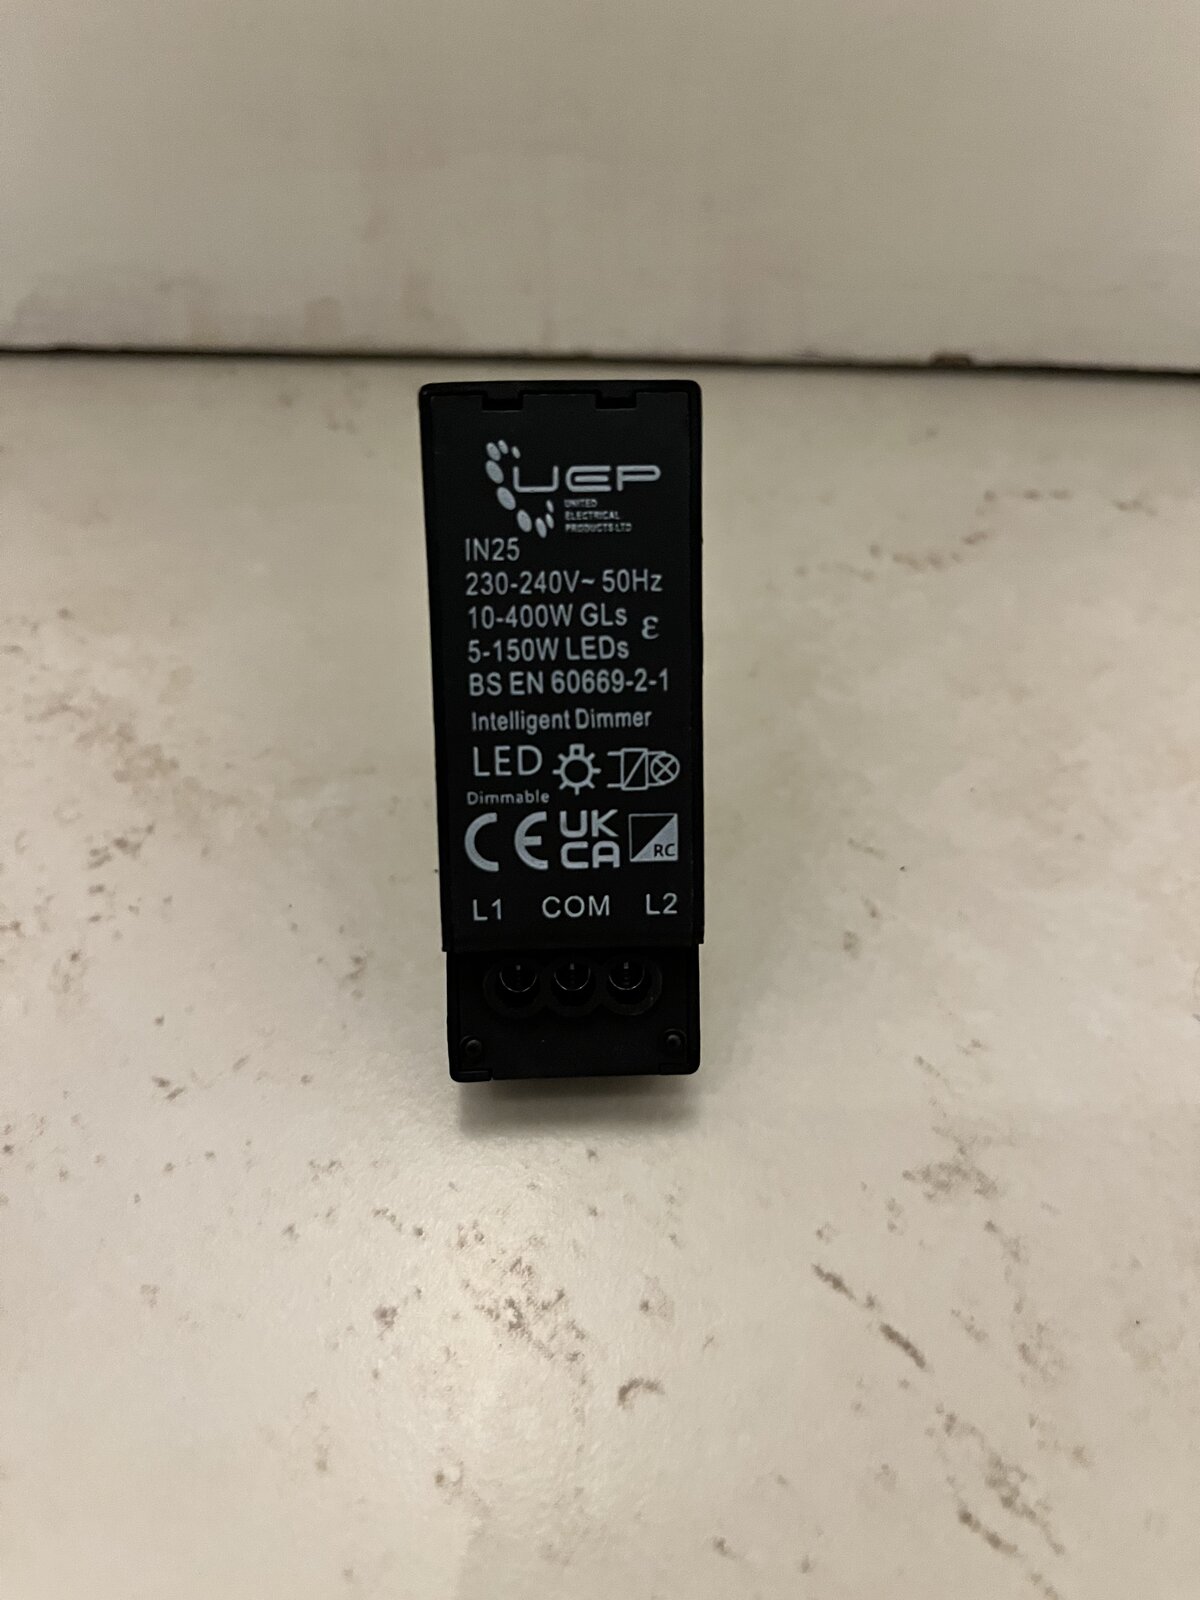 UEP
UNITED
ELECTRICAL
PRODUCTS LTD
IN25
230-240V~ 50Hz
10-400W GLs
ε
5-150W LEDs
BS EN 60669-2-1
Intelligent Dimmer
LED
Dimmable
CE UK CA RC
L1 COM L2